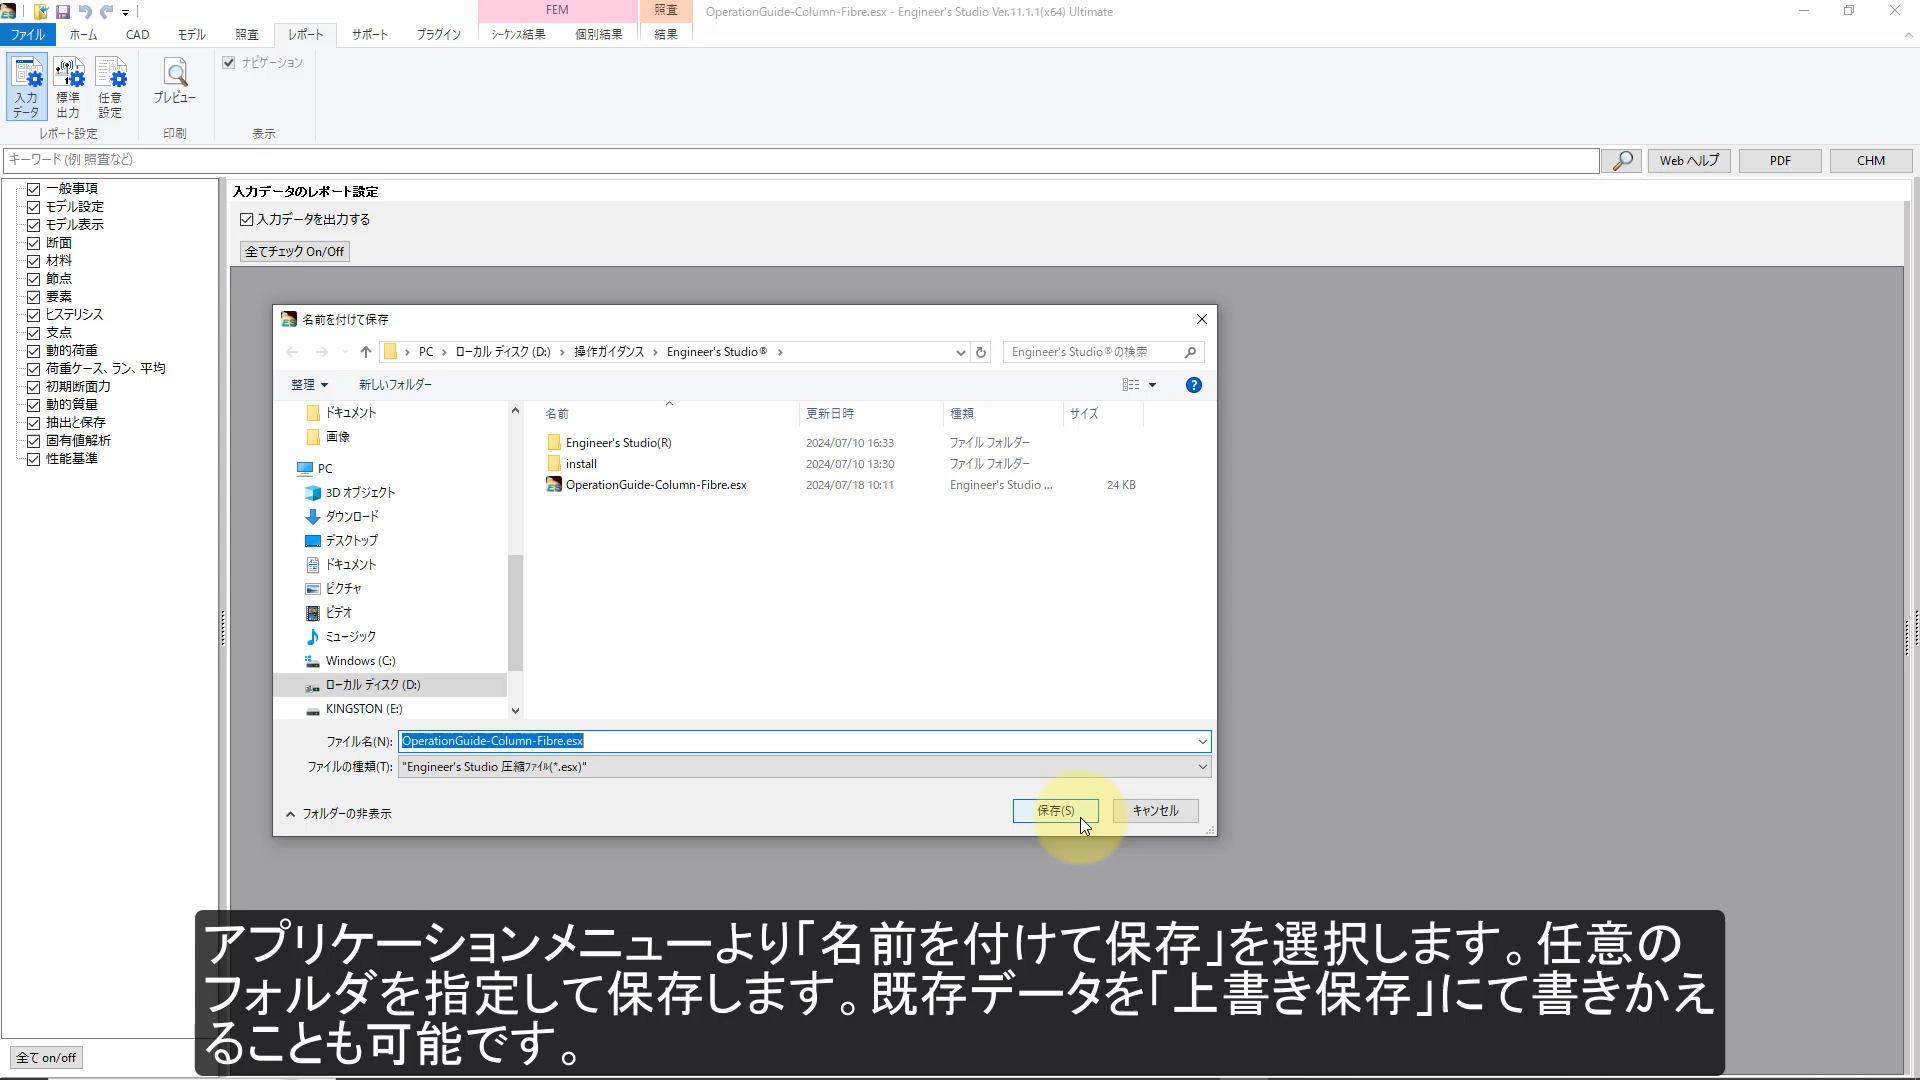 FEM
照査
OperationGuide-Column-Fibre.esx - Engineer's Studio Ver.11.1.1(x64) Ultimate
ファイル
ホーム
CAD
モデル
照査
レポート
サポート
プラグイン
シーケンス結果
個別結果
結果
入力
データ
標準
出力
任意
設定
プレビュー
ナビゲーション
レポート設定
印刷
表示
キーワード (例 照査など)
Web ヘルプ
PDF
CHM
一般事項
モデル設定
モデル表示
断面
材料
節点
要素
ヒステリシス
支点
動的荷重
荷重ケース、ラン、平均
初期断面力
動的質量
抽出と保存
固有値解析
性能基準
全て on/off
入力データのレポート設定
入力データを出力する
全てチェック On/Off
名前を付けて保存
PC › ローカル ディスク (D:) › 操作ガイダンス › Engineer's Studio® ›
Engineer's Studio®の検索
整理
新しいフォルダー
ドキュメント
画像
PC
3D オブジェクト
ダウンロード
デスクトップ
ドキュメント
ピクチャ
ビデオ
ミュージック
Windows (C:)
ローカル ディスク (D:)
KINGSTON (E:)
名前 更新日時 種類 サイズ
Engineer's Studio(R) 2024/07/10 16:33 ファイル フォルダー
install 2024/07/10 13:30 ファイル フォルダー
OperationGuide-Column-Fibre.esx 2024/07/18 10:11 Engineer's Studio ... 24 KB
ファイル名(N): OperationGuide-Column-Fibre.esx
ファイルの種類(T): "Engineer's Studio 圧縮ファイル(*.esx)"
フォルダーの非表示
保存(S)
キャンセル
アプリケーションメニューより「名前を付けて保存」を選択します。任意の
フォルダを指定して保存します。既存データを「上書き保存」にて書きかえ
ることも可能です。